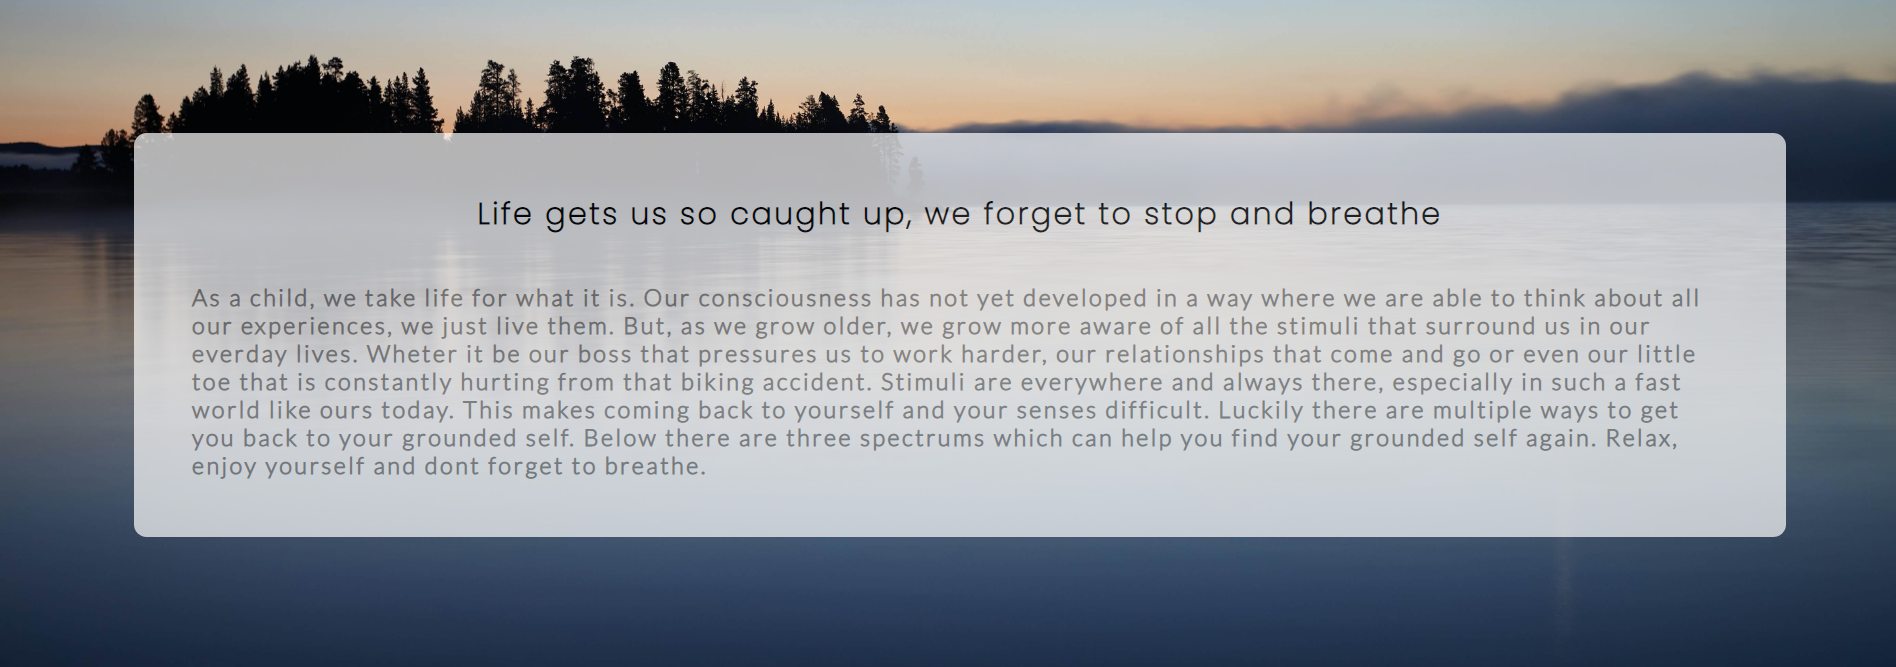 Life gets us so caught up, we forget to stop and breathe
As a child, we take life for what it is. Our consciousness has not yet developed in a way where we are able to think about all
our experiences, we just live them. But, as we grow older, we grow more aware of all the stimuli that surround us in our
everday lives. Wheter it be our boss that pressures us to work harder, our relationships that come and go or even our little
toe that is constantly hurting from that biking accident. Stimuli are everywhere and always there, especially in such a fast
world like ours today. This makes coming back to yourself and your senses difficult. Luckily there are multiple ways to get
you back to your grounded self. Below there are three spectrums which can help you find your grounded self again. Relax,
enjoy yourself and dont forget to breathe.